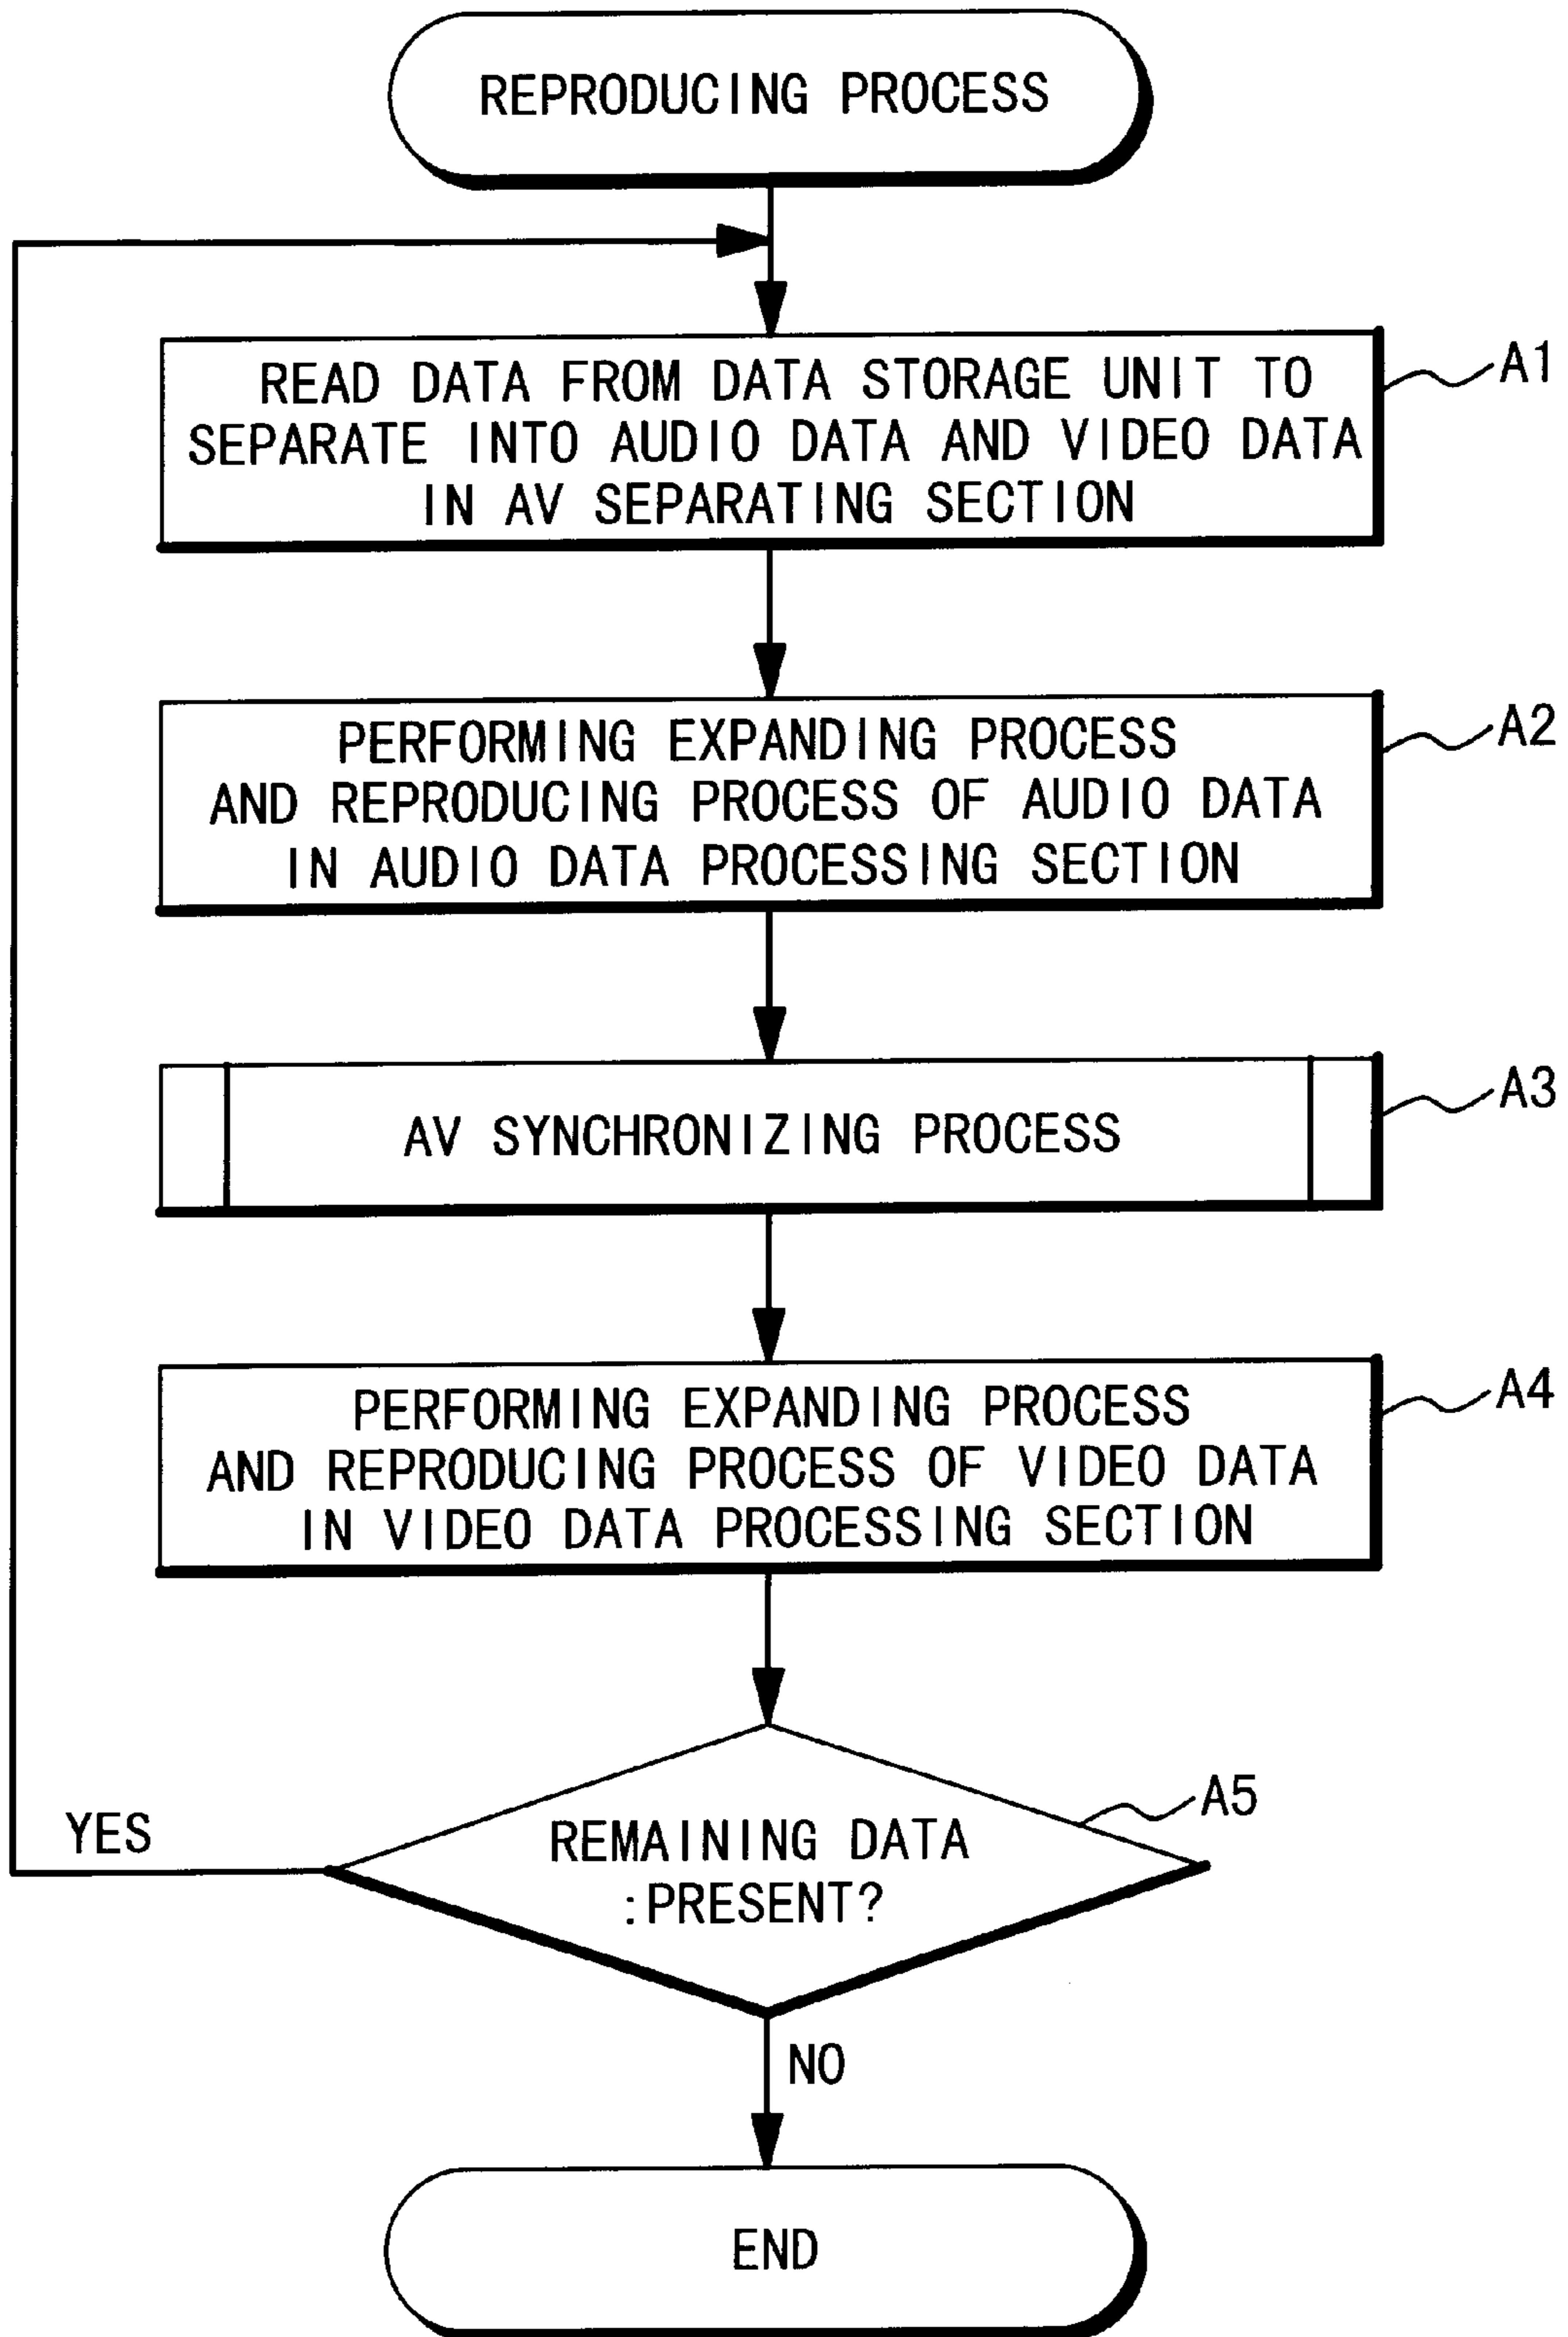 REPRODUCING PROCESS
READ DATA FROM DATA STORAGE UNIT TO
SEPARATE INTO AUDIO DATA AND VIDEO DATA
IN AV SEPARATING SECTION
A1
PERFORMING EXPANDING PROCESS
AND REPRODUCING PROCESS OF AUDIO DATA
IN AUDIO DATA PROCESSING SECTION
A2
AV SYNCHRONIZING PROCESS
A3
PERFORMING EXPANDING PROCESS
AND REPRODUCING PROCESS OF VIDEO DATA
IN VIDEO DATA PROCESSING SECTION
A4
REMAINING DATA
:PRESENT?
A5
YES
NO
END